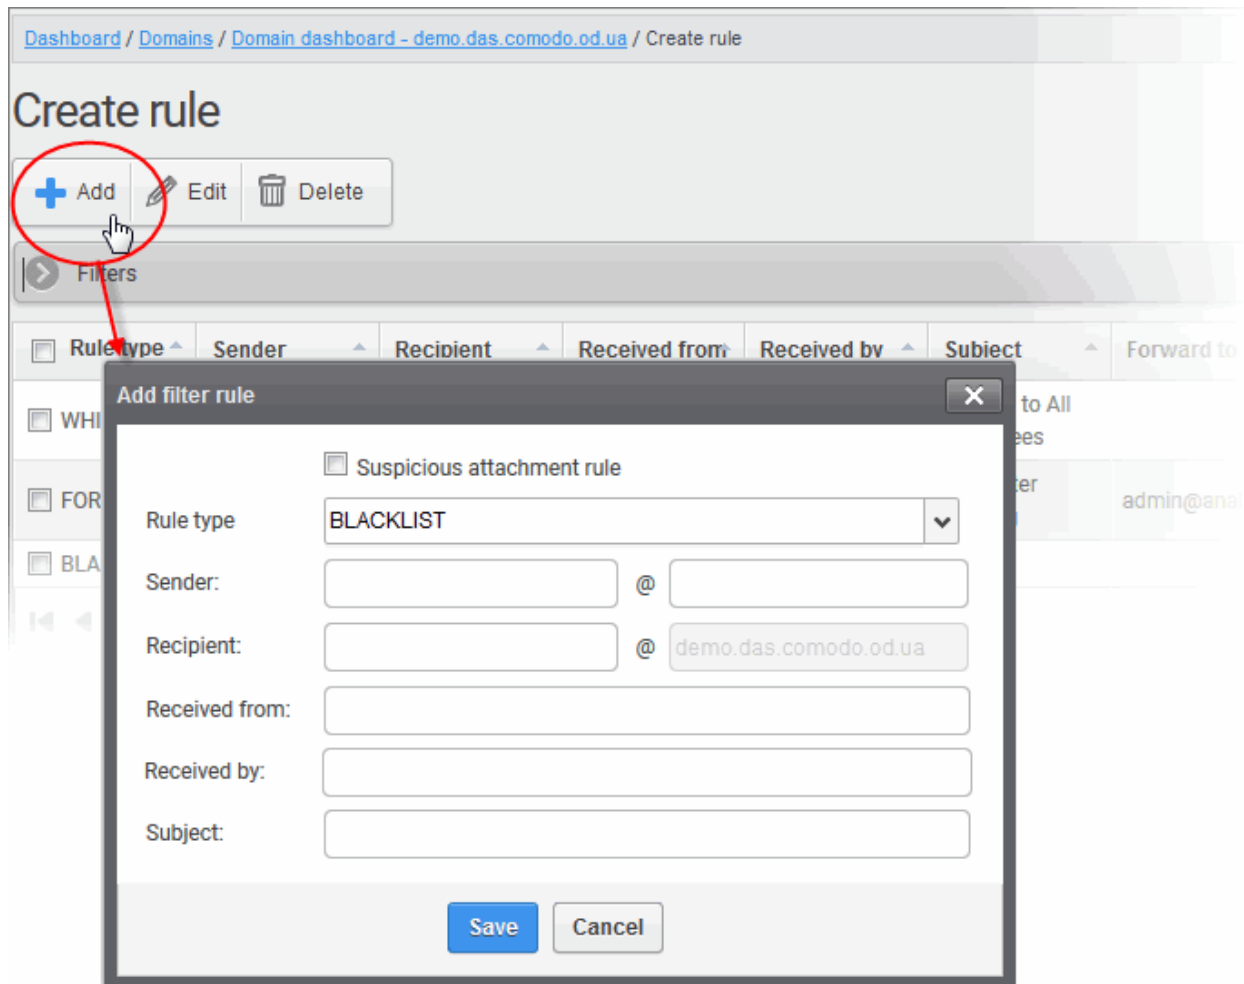 Dashboard / Domains / Domain dashboard - demo.das.comodo.od.ua / Create rule
Create rule
Add Edit Delete
Filters
Rule type Sender Recipient Received from Received by Subject Forward to
Add filter rule
WHI to All
ees
Suspicious attachment rule
FOR ter
admin@anal
Rule type BLACKLIST
BLA
Sender: @
Recipient: @ demo.das.comodo.od.ua
Received from:
Received by:
Subject:
Save Cancel